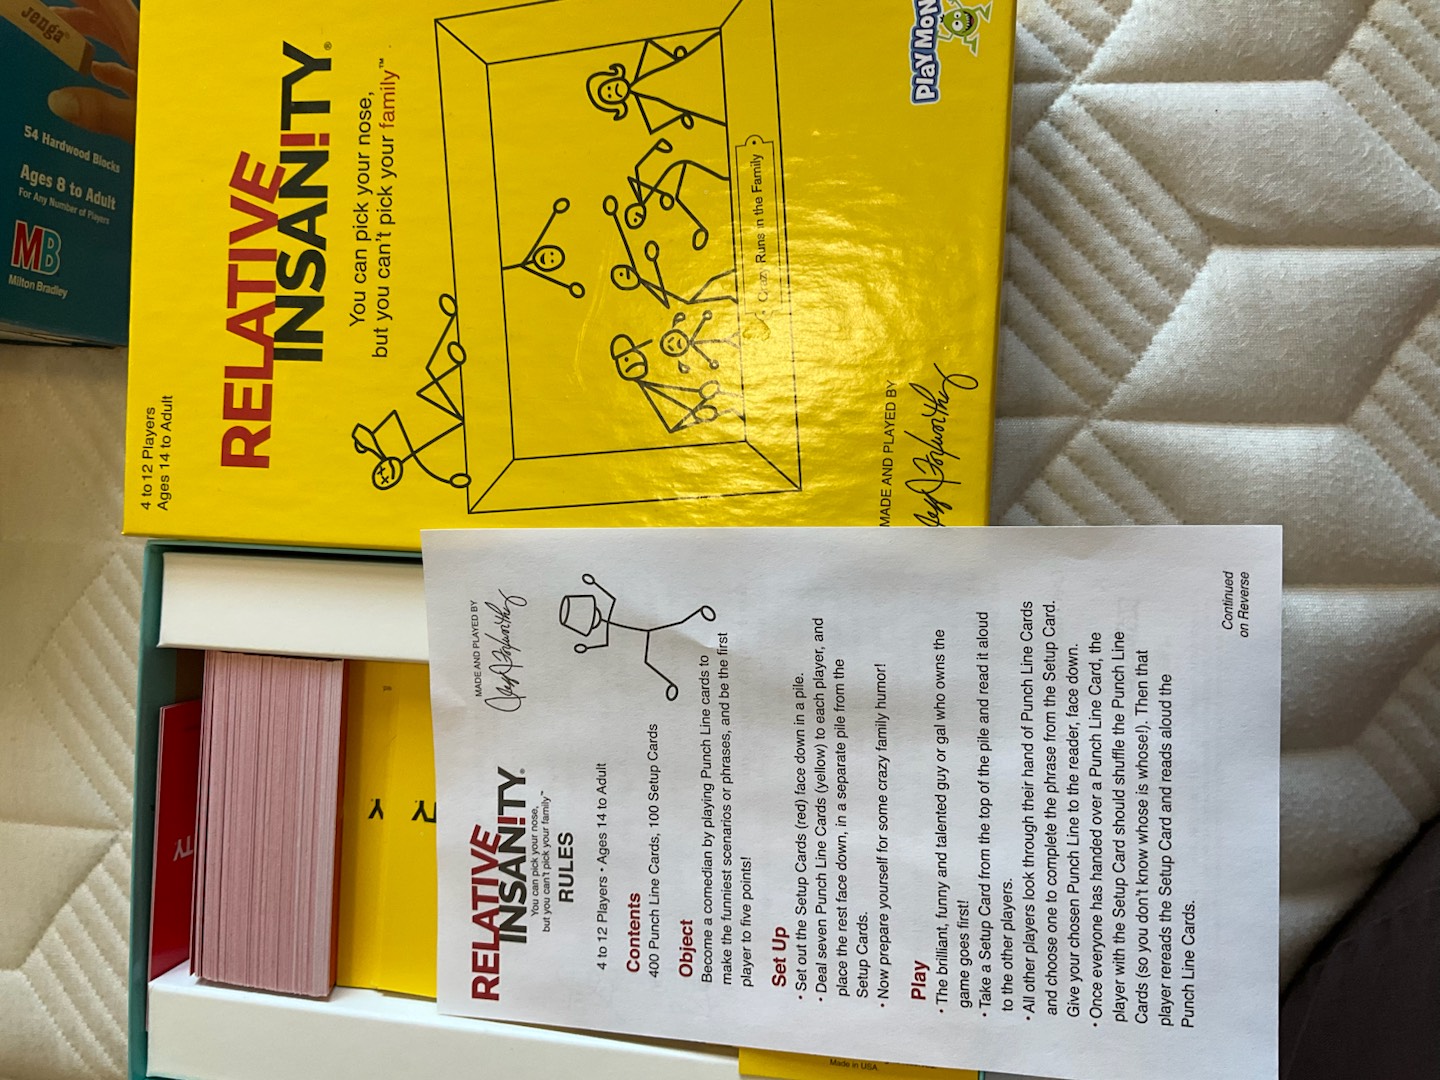 Jenga
54 Hardwood Blocks
Ages 8 to Adult
For Any Number of Players
MB
Milton Bradley
4 to 12 Players
Ages 14 to Adult
RELATIVE
INSAN!TY®
You can pick your nose,
but you can't pick your family™
Crazy Runs in the Family
MADE AND PLAYED BY
Jeff Foxworthy
PLAY MON
TY
Y
TY
RELATIVE
INSAN!TY®
You can pick your nose,
but you can't pick your family™
RULES
MADE AND PLAYED BY
Jeff Foxworthy
4 to 12 Players • Ages 14 to Adult
Contents
400 Punch Line Cards, 100 Setup Cards
Object
Become a comedian by playing Punch Line cards to
make the funniest scenarios or phrases, and be the first
player to five points!
Set Up
• Set out the Setup Cards (red) face down in a pile.
• Deal seven Punch Line Cards (yellow) to each player, and
place the rest face down, in a separate pile from the
Setup Cards.
• Now prepare yourself for some crazy family humor!
Play
• The brilliant, funny and talented guy or gal who owns the
game goes first!
• Take a Setup Card from the top of the pile and read it aloud
to the other players.
• All other players look through their hand of Punch Line Cards
and choose one to complete the phrase from the Setup Card.
Give your chosen Punch Line to the reader, face down.
• Once everyone has handed over a Punch Line Card, the
player with the Setup Card should shuffle the Punch Line
Cards (so you don't know whose is whose!). Then that
player rereads the Setup Card and reads aloud the
Punch Line Cards.
Continued
on Reverse
Made in USA